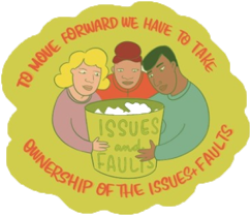 TO MOVE FORWARD WE HAVE TO TAKE
ISSUES
and
FAULTS
OWNERSHIP OF THE ISSUES + FAULTS